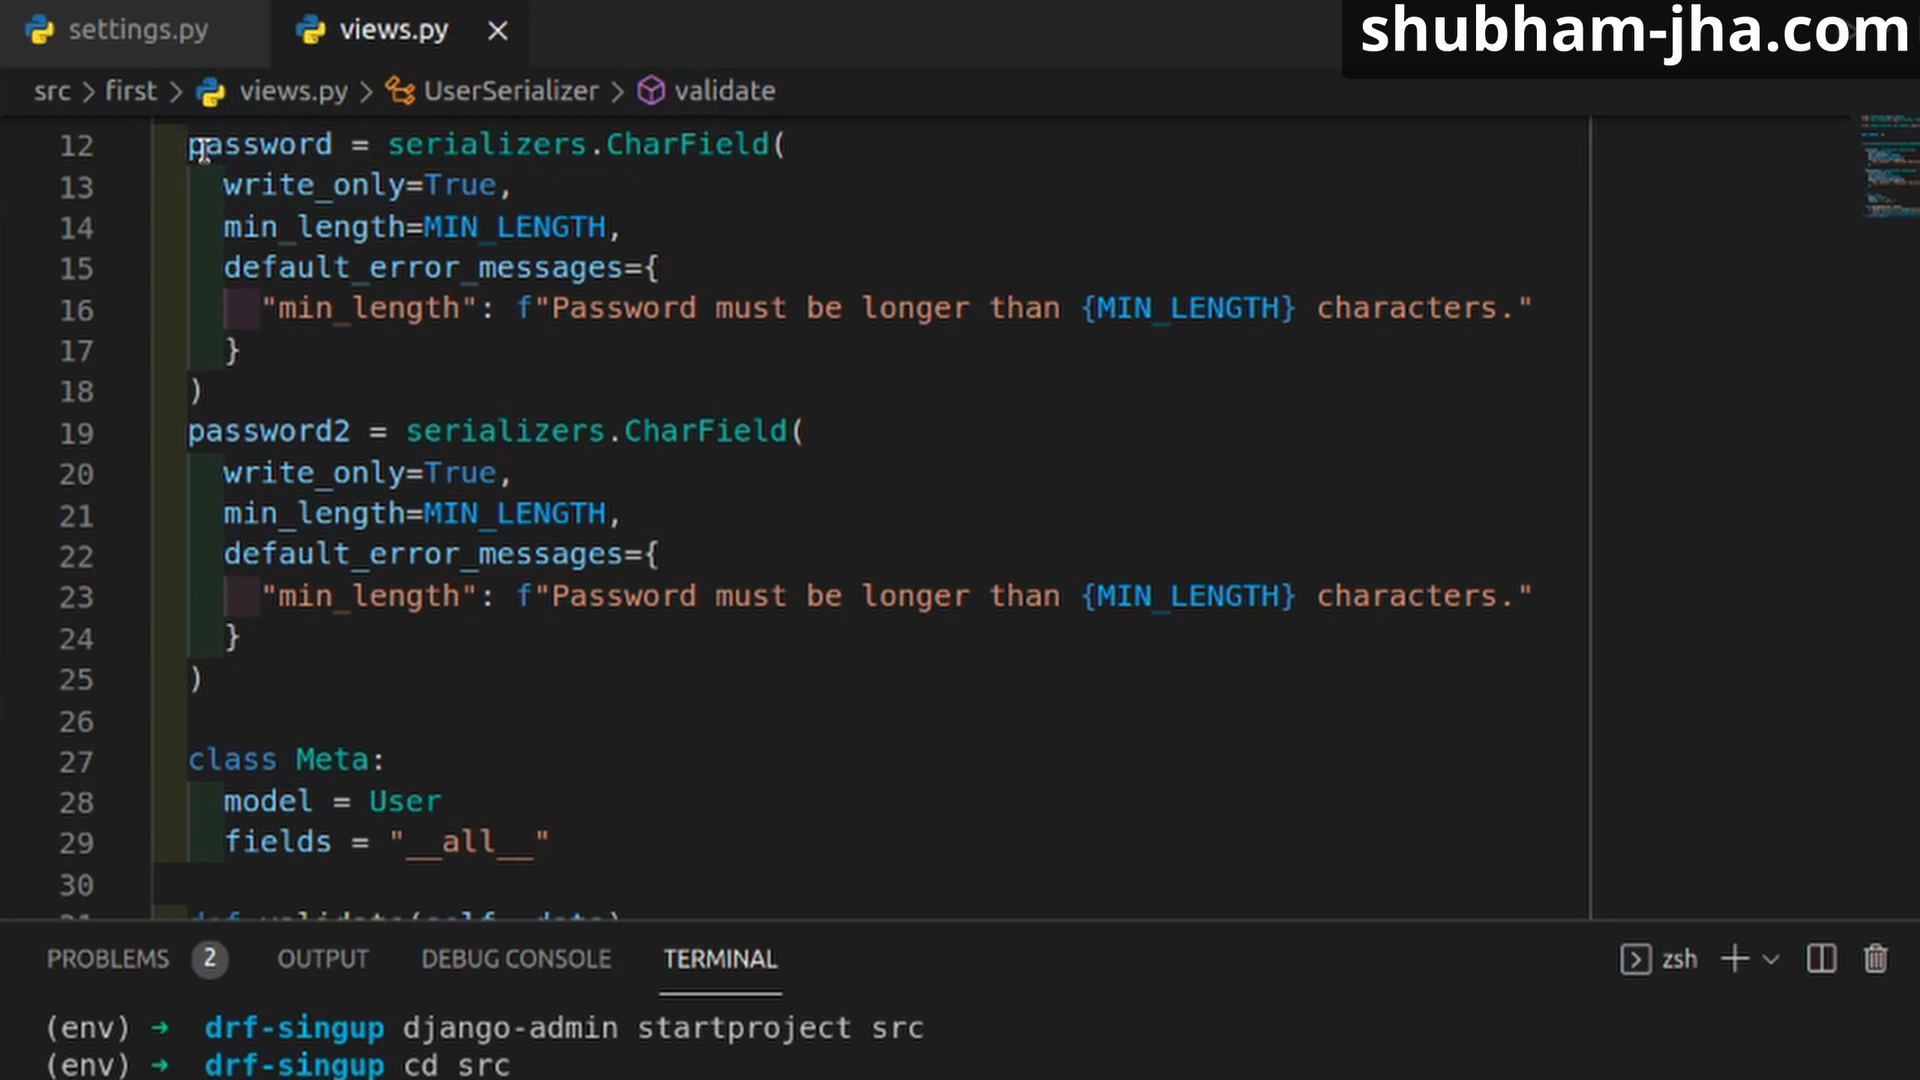 settings.py
views.py
shubham-jha.com
src > first > views.py > UserSerializer > validate
12 password = serializers.CharField(
13 write_only=True,
14 min_length=MIN_LENGTH,
15 default_error_messages={
16 "min_length": f"Password must be longer than {MIN_LENGTH} characters."
17 }
18 )
19 password2 = serializers.CharField(
20 write_only=True,
21 min_length=MIN_LENGTH,
22 default_error_messages={
23 "min_length": f"Password must be longer than {MIN_LENGTH} characters."
24 }
25 )
26
27 class Meta:
28 model = User
29 fields = "__all__"
30
PROBLEMS 2 OUTPUT DEBUG CONSOLE TERMINAL zsh
(env) → drf-singup django-admin startproject src
(env) → drf-singup cd src